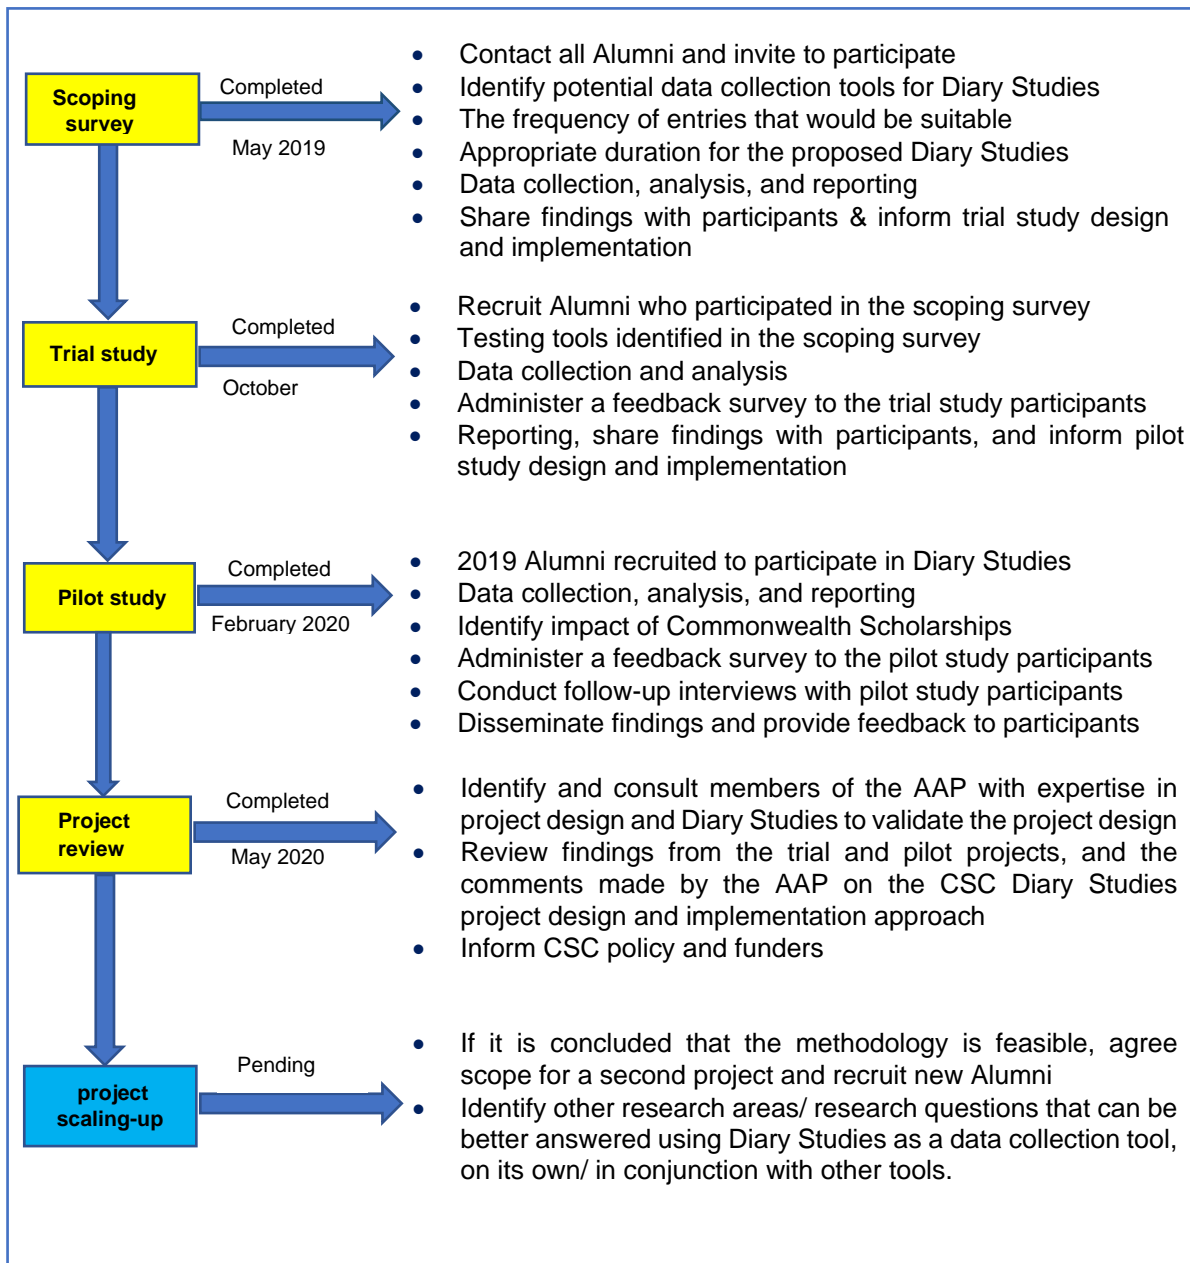 Scoping
survey
Completed
May 2019
• Contact all Alumni and invite to participate
• Identify potential data collection tools for Diary Studies
• The frequency of entries that would be suitable
• Appropriate duration for the proposed Diary Studies
• Data collection, analysis, and reporting
• Share findings with participants & inform trial study design
and implementation
Trial study
Completed
October
• Recruit Alumni who participated in the scoping survey
• Testing tools identified in the scoping survey
• Data collection and analysis
• Administer a feedback survey to the trial study participants
• Reporting, share findings with participants, and inform pilot
study design and implementation
Pilot study
Completed
February 2020
• 2019 Alumni recruited to participate in Diary Studies
• Data collection, analysis, and reporting
• Identify impact of Commonwealth Scholarships
• Administer a feedback survey to the pilot study participants
• Conduct follow-up interviews with pilot study participants
• Disseminate findings and provide feedback to participants
Project
review
Completed
May 2020
• Identify and consult members of the AAP with expertise in
project design and Diary Studies to validate the project design
• Review findings from the trial and pilot projects, and the
comments made by the AAP on the CSC Diary Studies
project design and implementation approach
• Inform CSC policy and funders
project
scaling-up
Pending
• If it is concluded that the methodology is feasible, agree
scope for a second project and recruit new Alumni
• Identify other research areas/ research questions that can be
better answered using Diary Studies as a data collection tool,
on its own/ in conjunction with other tools.